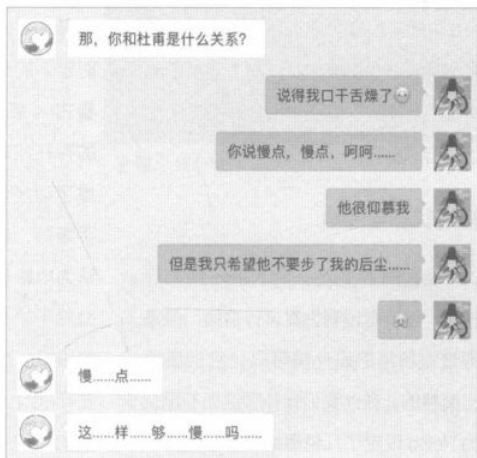 那，你和杜甫是什么关系？
说得我口干舌燥了
你说慢点，慢点，呵呵……
他很仰慕我
但是我只希望他不要步了我的后尘……
慢……点……
这……样……够……慢……吗……